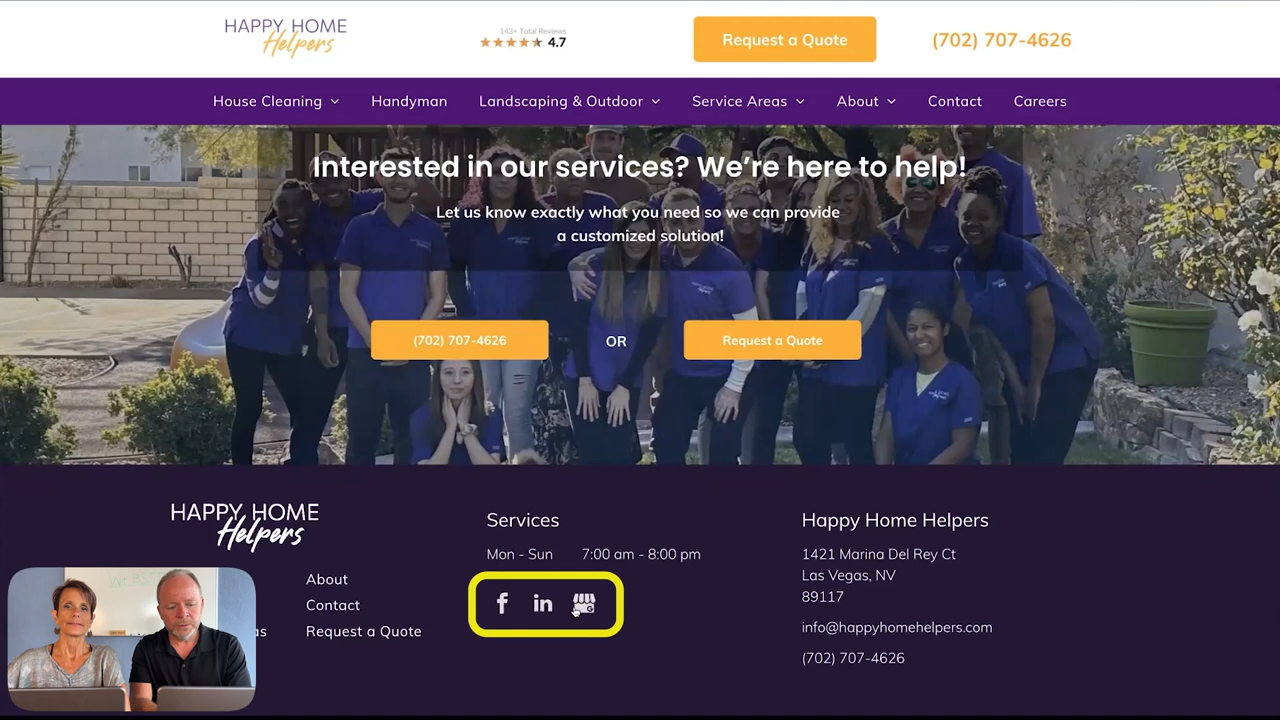 HAPPY HOME
Helpers
143+ Total Reviews
4.7
Request a Quote
(702) 707-4626
House Cleaning
Handyman
Landscaping & Outdoor
Service Areas
About
Contact
Careers
Interested in our services? We’re here to help!
Let us know exactly what you need so we can provide
a customized solution!
(702) 707-4626
OR
Request a Quote
HAPPY HOME
Helpers
About
Contact
Request a Quote
Services
Mon - Sun 7:00 am - 8:00 pm
Happy Home Helpers
1421 Marina Del Rey Ct
Las Vegas, NV
89117
info@happyhomehelpers.com
(702) 707-4626